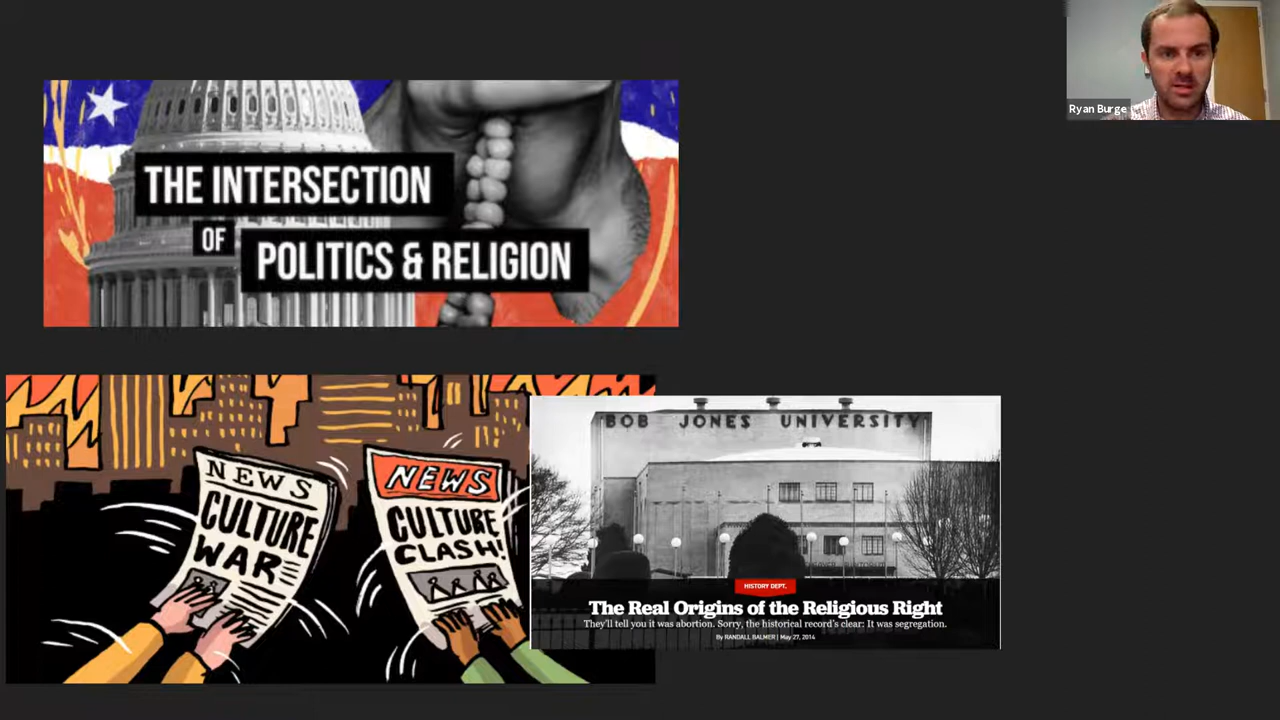 Ryan Burge
THE INTERSECTION
OF
POLITICS & RELIGION
NEWS
CULTURE
WAR
NEWS
CULTURE
CLASH!
BOB JONES UNIVERSITY
HISTORY DEPT.
The Real Origins of the Religious Right
They'll tell you it was abortion. Sorry, the historical record's clear: It was segregation.
By RANDALL BALMER | May 27, 2014